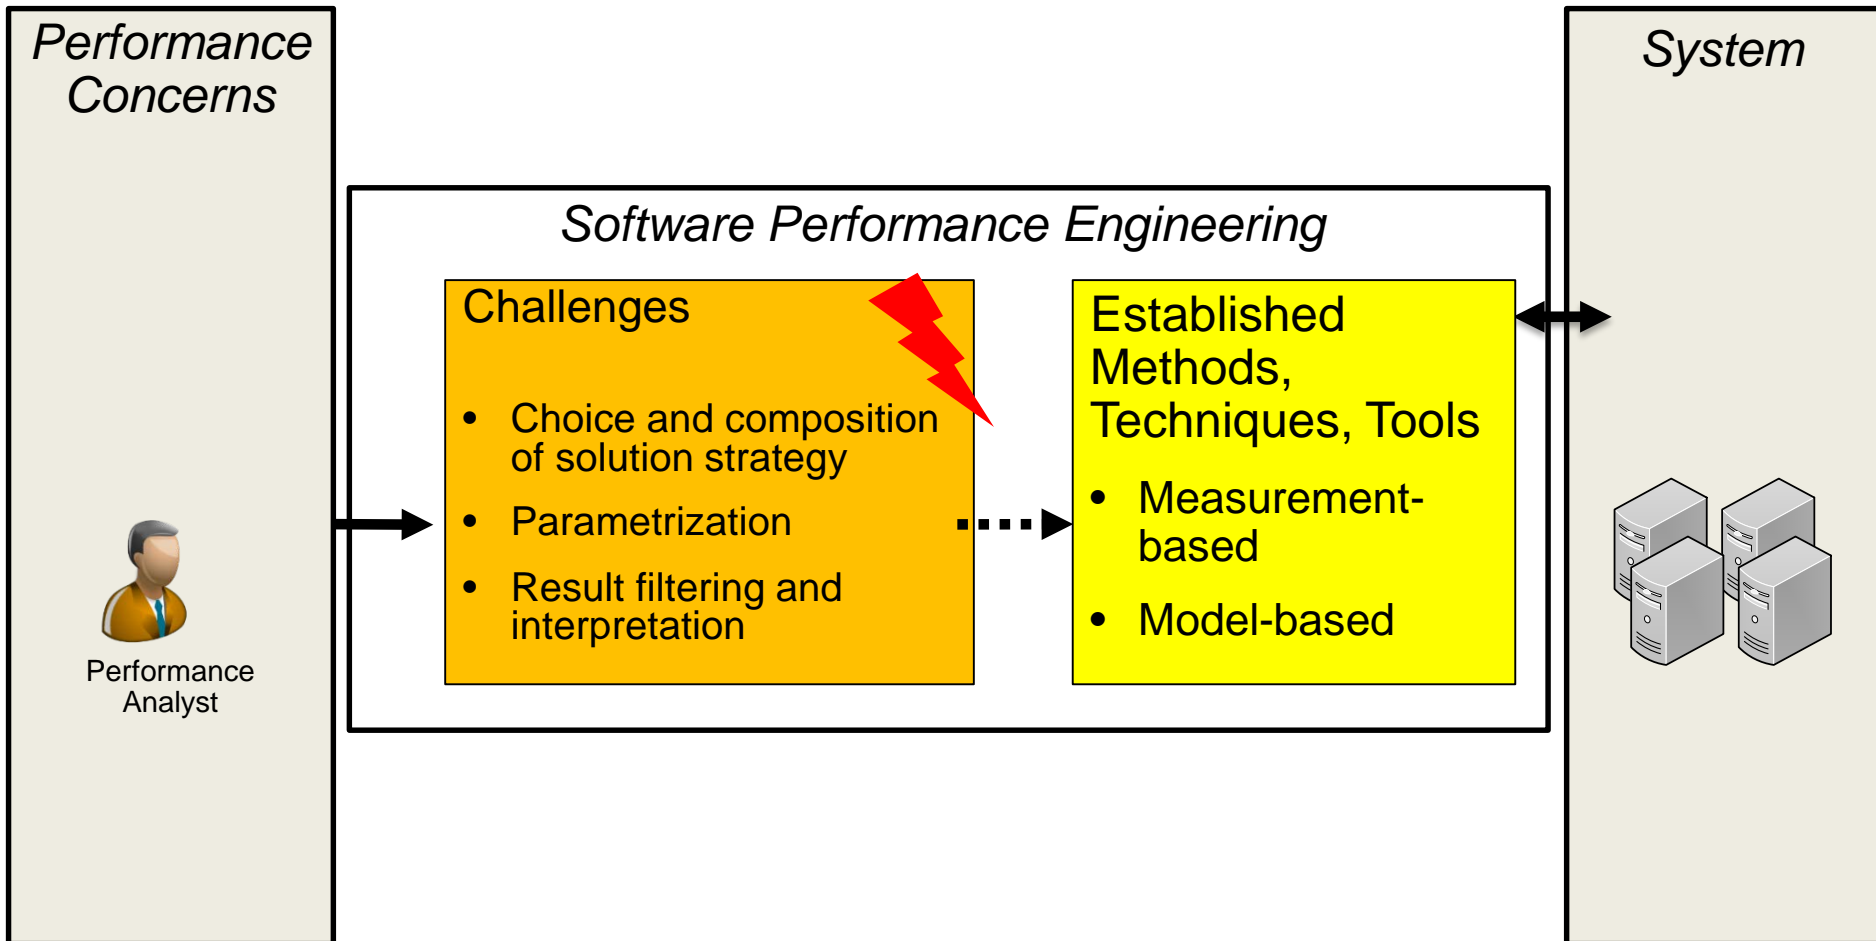 Performance
Concerns
Performance
Analyst
Software Performance Engineering
Challenges
• Choice and composition
of solution strategy
• Parametrization
• Result filtering and
interpretation
Established
Methods,
Techniques, Tools
• Measurement-
based
• Model-based
System